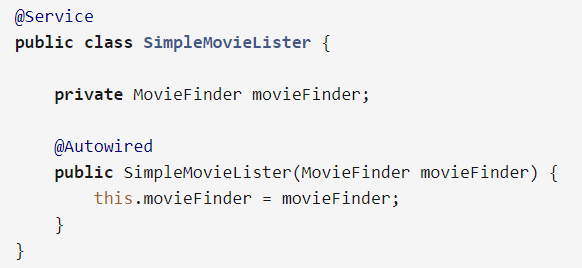 @Service
public class SimpleMovieLister {
private MovieFinder movieFinder;
@Autowired
public SimpleMovieLister(MovieFinder movieFinder) {
this.movieFinder = movieFinder;
}
}